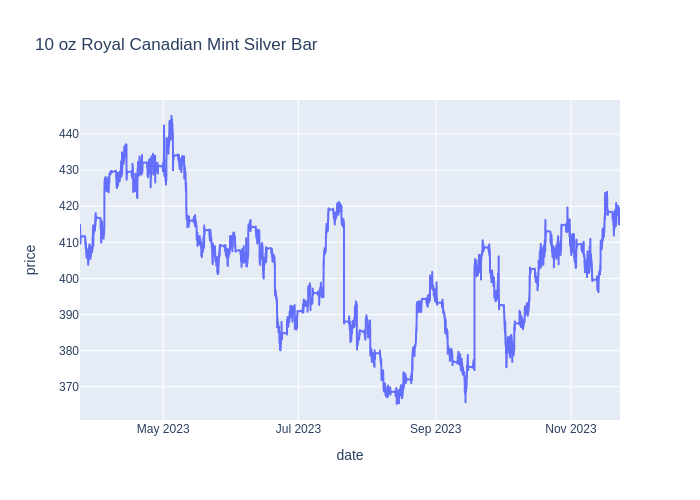 10 oz Royal Canadian Mint Silver Bar
440
430
420
410
400
390
380
370
price
May 2023
Jul 2023
Sep 2023
Nov 2023
date